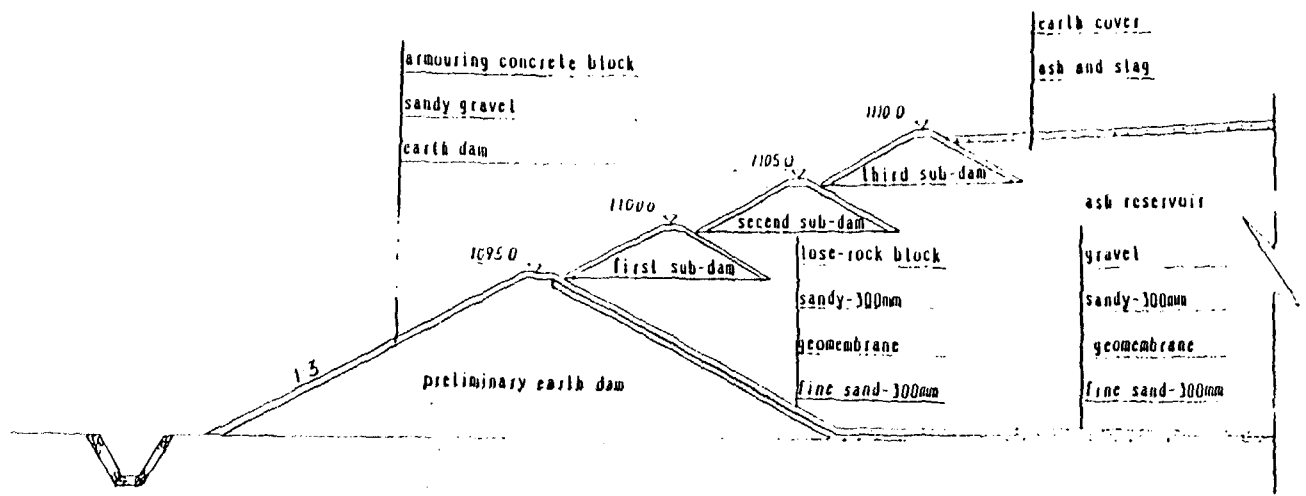 earth cover
ash and slag
armouring concrete block
sandy gravel
earth dam
1110 0
third sub-dam
1105 0
second sub-dam
1100 0
first sub-dam
1095 0
ash reservoir
lose-rock block
sandy-300mm
geomembrane
fine sand-300mm
gravel
sandy-300mm
geomembrane
fine sand-300mm
1 3
preliminary earth dam